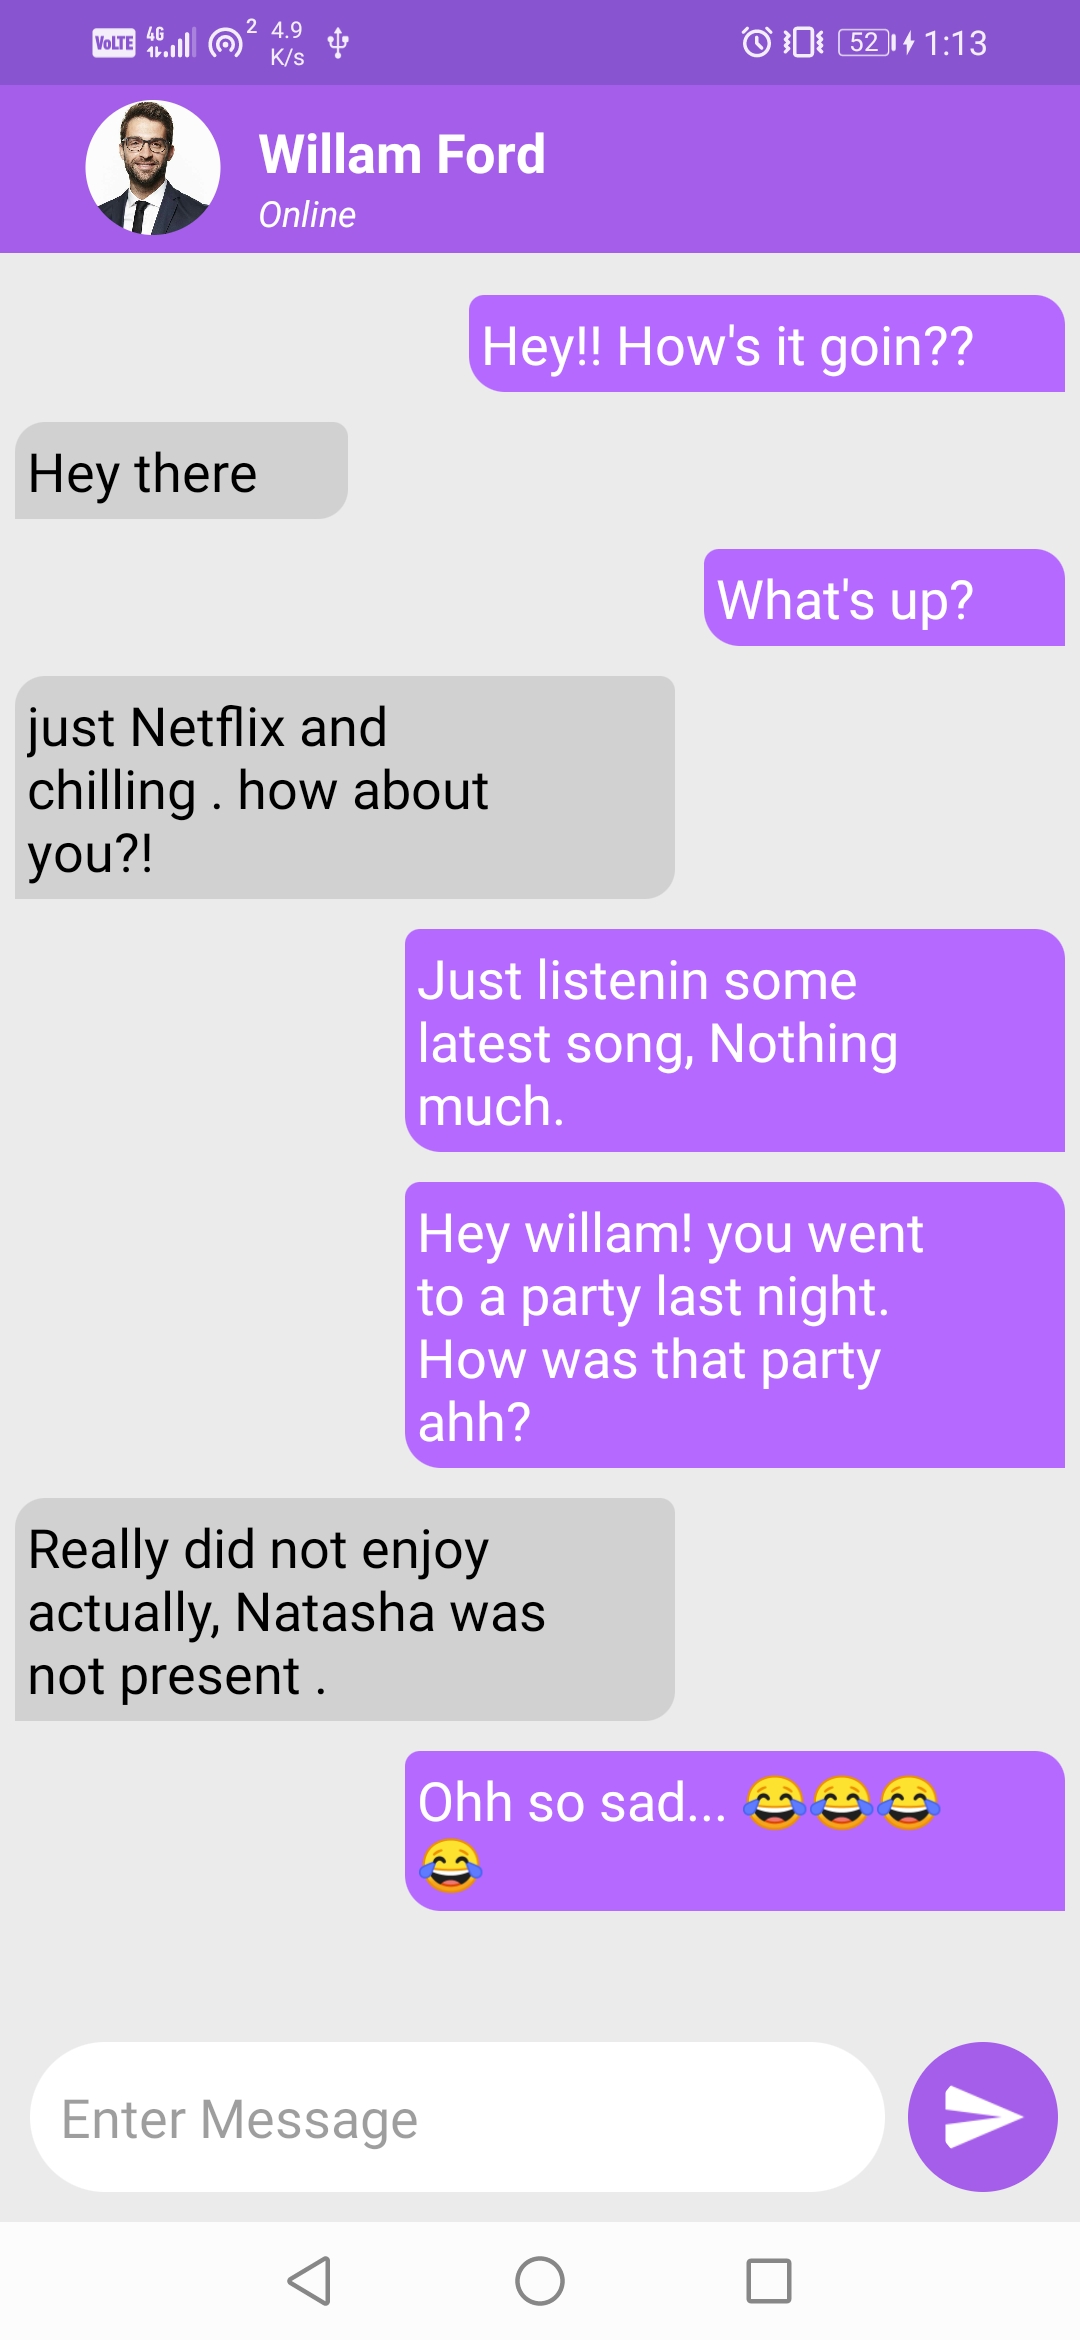 VoLTE 4G 2 4.9 K/s 52 1:13
Willam Ford
Online
Hey!! How's it goin??
Hey there
What's up?
just Netflix and
chilling . how about
you?!
Just listenin some
latest song, Nothing
much.
Hey willam! you went
to a party last night.
How was that party
ahh?
Really did not enjoy
actually, Natasha was
not present .
Ohh so sad... 😂😂😂
😂
Enter Message